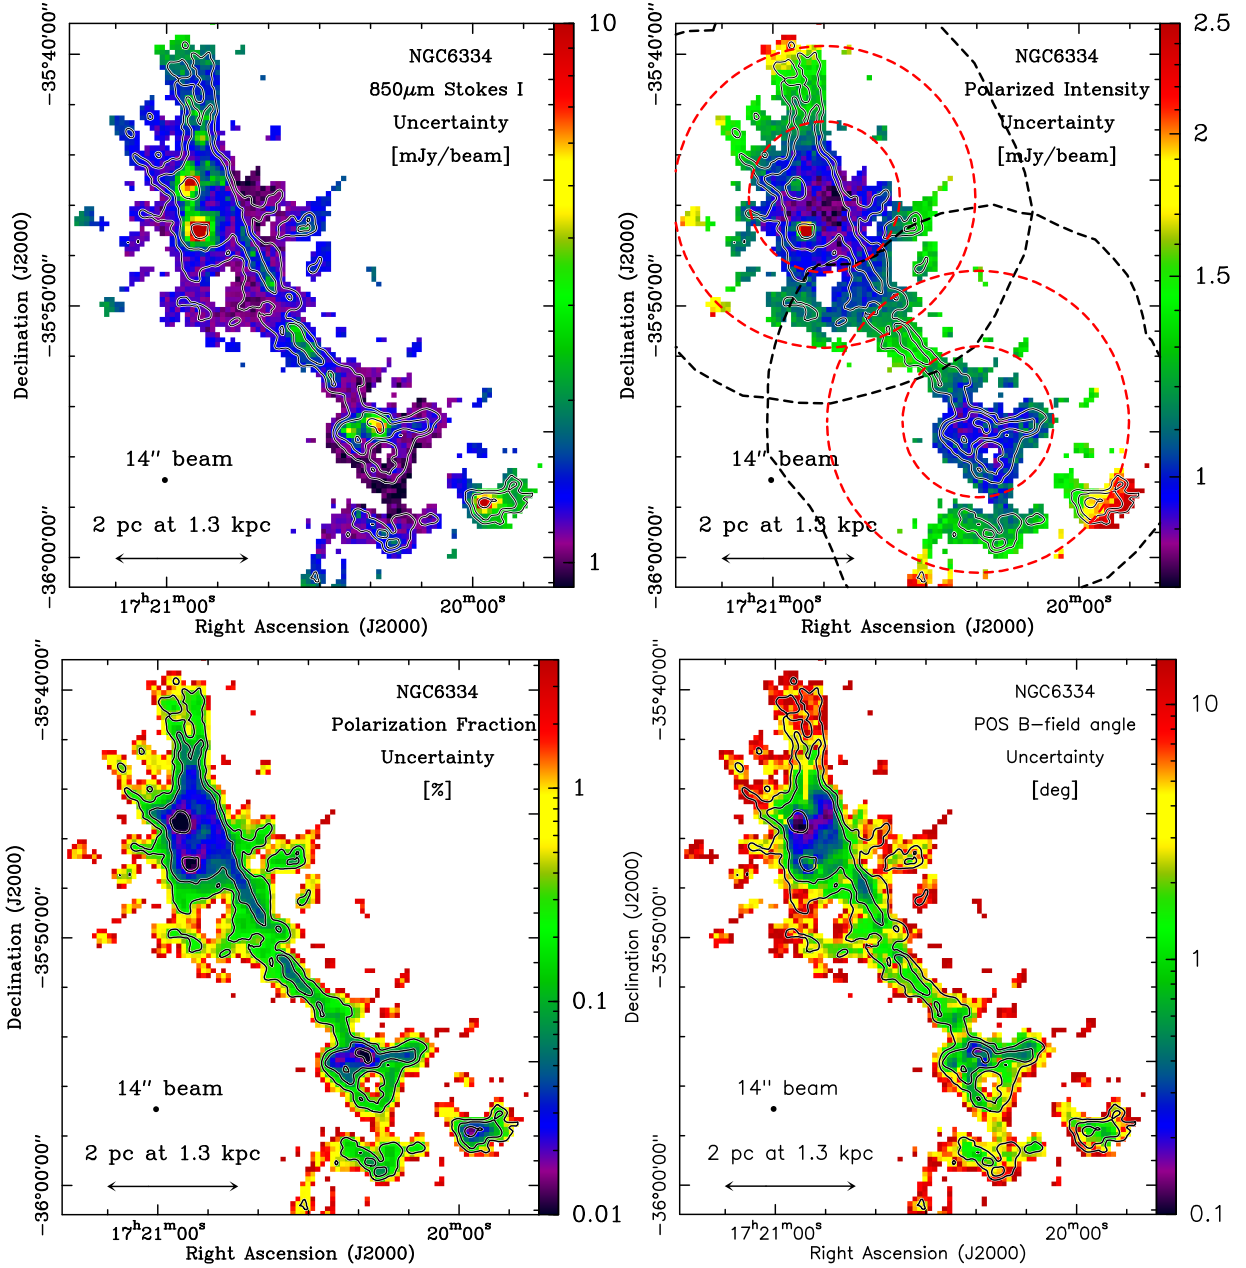 NGC6334
850μm Stokes I
Uncertainty
[mJy/beam]
14″ beam
2 pc at 1.3 kpc
−35°40′00″
−35°50′00″
−36°00′00″
Declination (J2000)
17ʰ21ᵐ00ˢ
20ᵐ00ˢ
Right Ascension (J2000)
10
1
NGC6334
Polarized Intensity
Uncertainty
[mJy/beam]
14″ beam
2 pc at 1.3 kpc
−35°40′00″
−35°50′00″
−36°00′00″
Declination (J2000)
17ʰ21ᵐ00ˢ
20ᵐ00ˢ
Right Ascension (J2000)
2.5
2
1.5
1
NGC6334
Polarization Fraction
Uncertainty
[%]
14″ beam
2 pc at 1.3 kpc
−35°40′00″
−35°50′00″
−36°00′00″
Declination (J2000)
17ʰ21ᵐ00ˢ
20ᵐ00ˢ
Right Ascension (J2000)
1
0.1
0.01
NGC6334
POS B−field angle
Uncertainty
[deg]
14″ beam
2 pc at 1.3 kpc
−35°40′00″
−35°50′00″
−36°00′00″
Declination (J2000)
17ʰ21ᵐ00ˢ
20ᵐ00ˢ
Right Ascension (J2000)
10
1
0.1